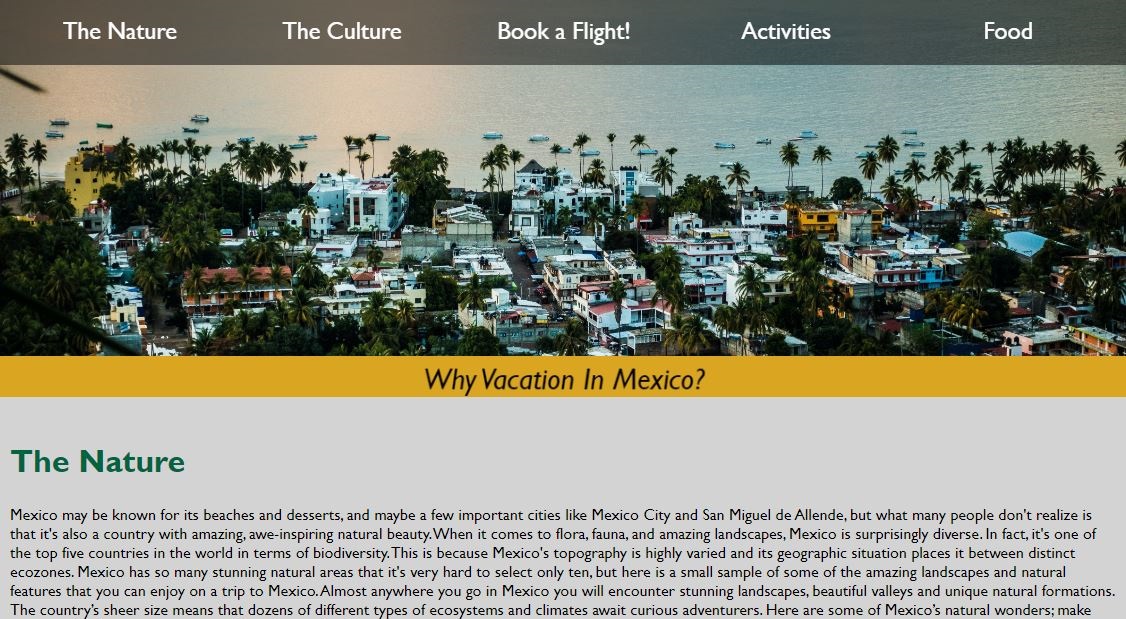 The Nature The Culture Book a Flight! Activities Food
Why Vacation In Mexico?
The Nature
Mexico may be known for its beaches and desserts, and maybe a few important cities like Mexico City and San Miguel de Allende, but what many people don't realize is
that it's also a country with amazing, awe-inspiring natural beauty. When it comes to flora, fauna, and amazing landscapes, Mexico is surprisingly diverse. In fact, it's one of
the top five countries in the world in terms of biodiversity. This is because Mexico's topography is highly varied and its geographic situation places it between distinct
ecozones. Mexico has so many stunning natural areas that it's very hard to select only ten, but here is a small sample of some of the amazing landscapes and natural
features that you can enjoy on a trip to Mexico. Almost anywhere you go in Mexico you will encounter stunning landscapes, beautiful valleys and unique natural formations.
The country’s sheer size means that dozens of different types of ecosystems and climates await curious adventurers. Here are some of Mexico’s natural wonders; make